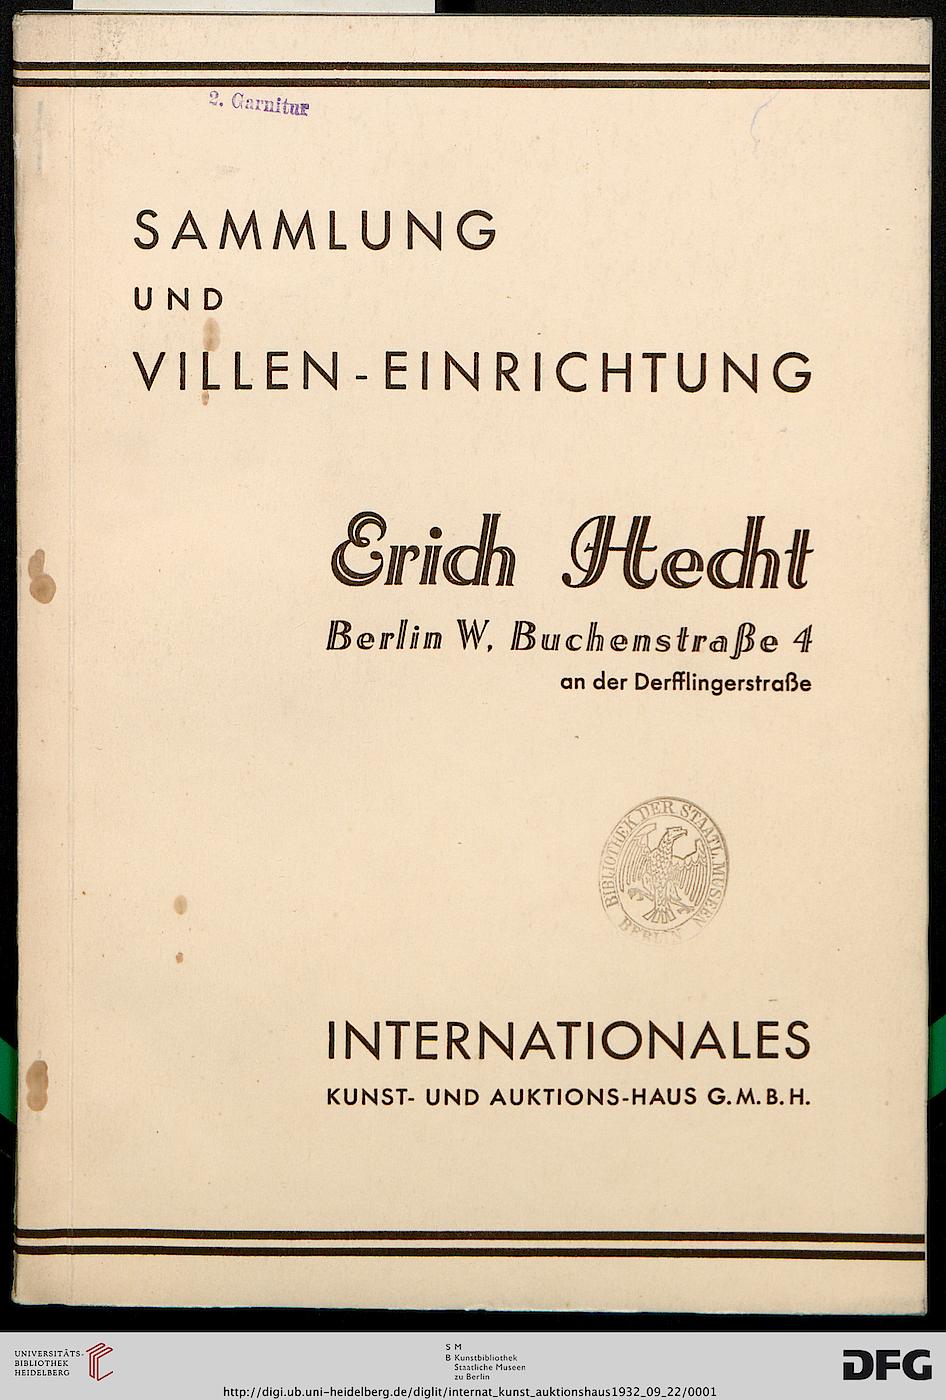 2. Garnitur
SAMMLUNG
UND
VILLEN-EINRICHTUNG
Erich Hecht
Berlin W, Buchenstraße 4
an der Derfflingerstraße
BIBLIOTHEK DER STAATL. MUSEEN
BERLIN
INTERNATIONALES
KUNST- UND AUKTIONS-HAUS G.M.B.H.
UNIVERSITÄTS-
BIBLIOTHEK
HEIDELBERG
S M
B Kunstbibliothek
Staatliche Museen
zu Berlin
DFG
http://digi.ub.uni-heidelberg.de/diglit/internat_kunst_auktionshaus1932_09_22/0001